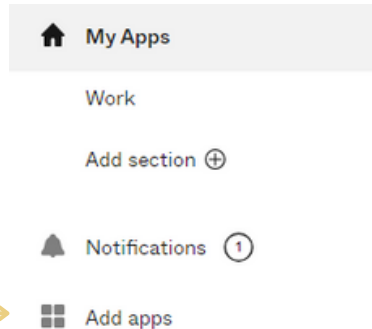 My Apps
Work
Add section
Notifications 1
Add apps